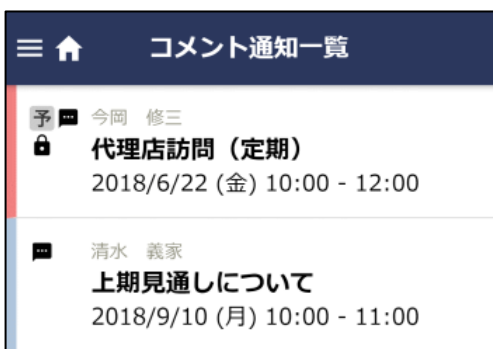 コメント通知一覧
予 今岡 修三
代理店訪問（定期）
2018/6/22 (金) 10:00 - 12:00
清水 義家
上期見通しについて
2018/9/10 (月) 10:00 - 11:00